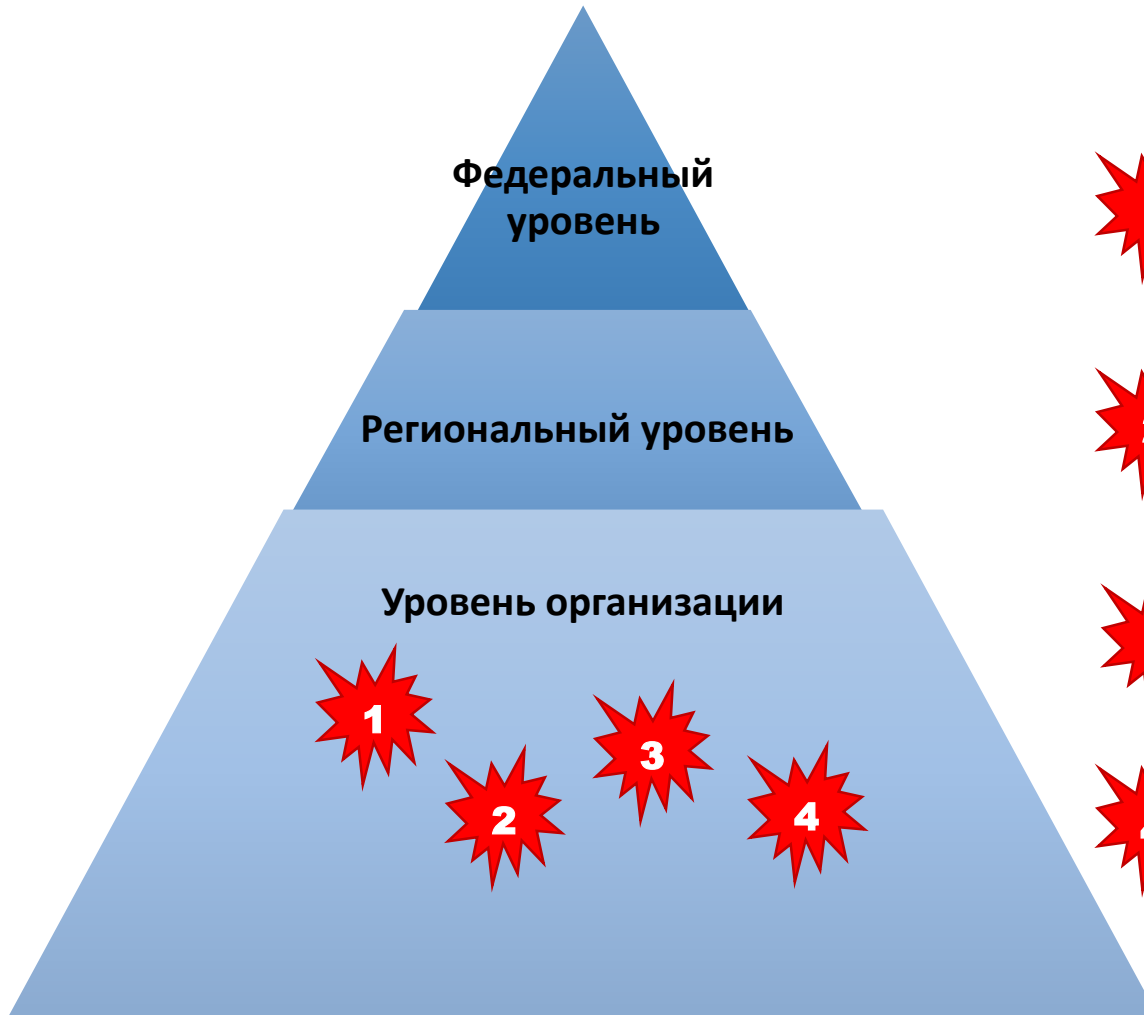 Федеральный
уровень
Региональный уровень
Уровень организации
1
3
2
4